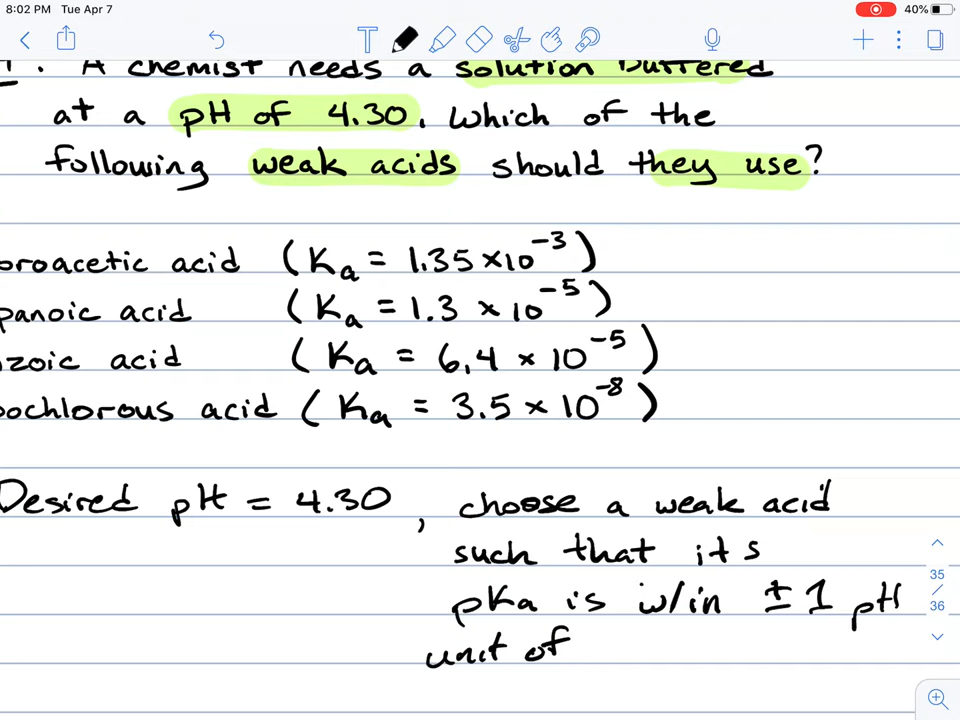 8:02 PM Tue Apr 7 40%
1. A chemist needs a solution buffered
at a pH of 4.30. Which of the
following weak acids should they use?
oroacetic acid (Ka = 1.35 ×10⁻³)
panoic acid (Ka = 1.3 × 10⁻⁵)
zoic acid (Ka = 6.4 × 10⁻⁵)
ochlorous acid (Ka = 3.5 × 10⁻⁸)
Desired pH = 4.30, choose a weak acid
such that its
pKa is w/in ± 1 pH
unit of
35
/
36